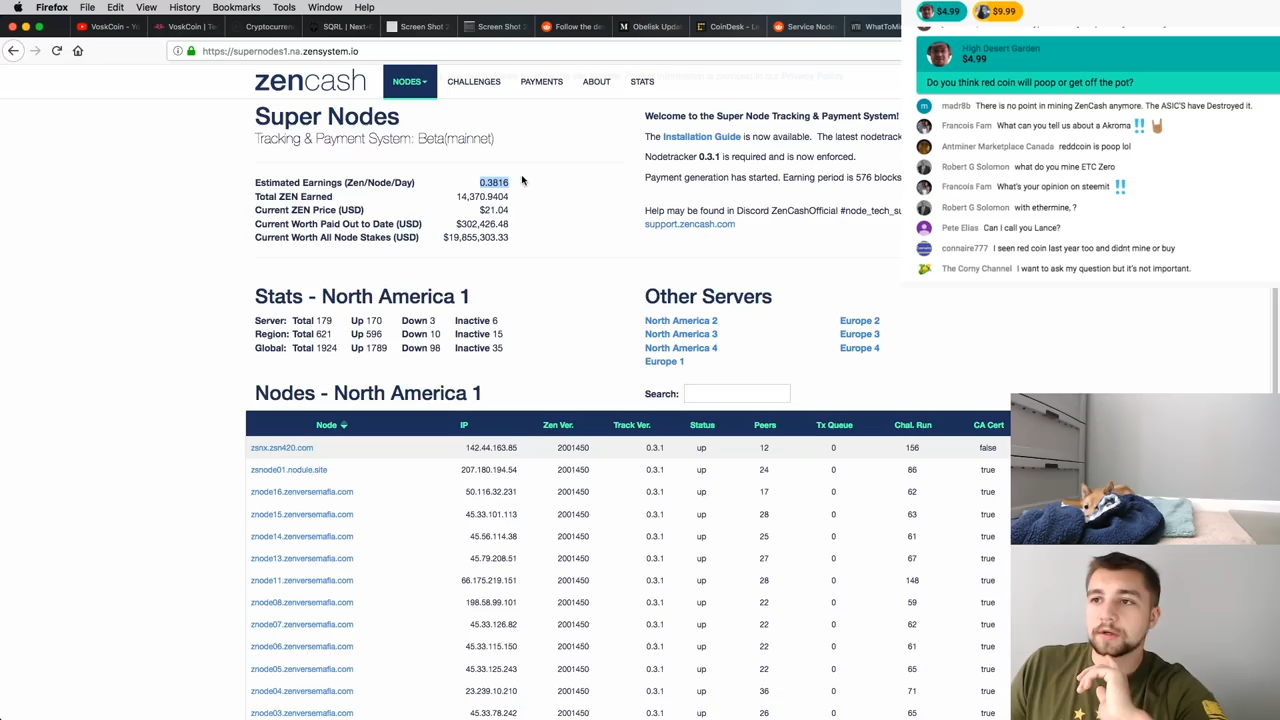 Firefox File Edit View History Bookmarks Tools Window Help
VoskCoin - Yo VoskCoin | Te Cryptocurren SQRL | Next-G Screen Shot 2 Screen Shot 2 Follow the de Obelisk Updat CoinDesk - Le Service Node WhatToMi
https://supernodes1.na.zensystem.io
zencash NODES CHALLENGES PAYMENTS ABOUT STATS
Super Nodes
Tracking & Payment System: Beta(mainnet)
Estimated Earnings (Zen/Node/Day) 0.3816
Total ZEN Earned 14,370.9404
Current ZEN Price (USD) $21.04
Current Worth Paid Out to Date (USD) $302,426.48
Current Worth All Node Stakes (USD) $19,855,303.33
Welcome to the Super Node Tracking & Payment System!
The Installation Guide is now available. The latest nodetrack
Nodetracker 0.3.1 is required and is now enforced.
Payment generation has started. Earning period is 576 blocks
Help may be found in Discord ZenCashOfficial #node_tech_su
support.zencash.com
Stats - North America 1
Server: Total 179 Up 170 Down 3 Inactive 6
Region: Total 621 Up 596 Down 10 Inactive 15
Global: Total 1924 Up 1789 Down 98 Inactive 35
Other Servers
North America 2 Europe 2
North America 3 Europe 3
North America 4 Europe 4
Europe 1
Nodes - North America 1
Search:
Node IP Zen Ver. Track Ver. Status Peers Tx Queue Chal. Run CA Cert
zsnx.zsn420.com 142.44.163.85 2001450 0.3.1 up 12 0 156 false
zsnode01.nodule.site 207.180.194.54 2001450 0.3.1 up 24 0 86 true
znode16.zenversemafia.com 50.116.32.231 2001450 0.3.1 up 17 0 62 true
znode15.zenversemafia.com 45.33.101.113 2001450 0.3.1 up 28 0 63 true
znode14.zenversemafia.com 45.56.114.38 2001450 0.3.1 up 25 0 61 true
znode13.zenversemafia.com 45.79.208.51 2001450 0.3.1 up 27 0 67 true
znode11.zenversemafia.com 66.175.219.151 2001450 0.3.1 up 28 0 148 true
znode08.zenversemafia.com 198.58.99.101 2001450 0.3.1 up 22 0 59 true
znode07.zenversemafia.com 45.33.126.82 2001450 0.3.1 up 22 0 62 true
znode06.zenversemafia.com 45.33.115.150 2001450 0.3.1 up 22 0 61 true
znode05.zenversemafia.com 45.33.125.243 2001450 0.3.1 up 22 0 65 true
znode04.zenversemafia.com 23.239.10.210 2001450 0.3.1 up 36 0 71 true
znode03.zenversemafia.com 45.33.78.242 2001450 0.3.1 up 26 0 65 true
$4.99 $9.99
High Desert Garden
$4.99
Do you think red coin will poop or get off the pot?
madr8b There is no point in mining ZenCash anymore. The ASIC'S have Destroyed it.
Francois Fam What can you tell us about a Akroma ‼️ 🤘
Antminer Marketplace Canada reddcoin is poop lol
Robert G Solomon what do you mine ETC Zero
Francois Fam What's your opinion on steemit ‼️
Robert G Solomon with ethermine, ?
Pete Elias Can I call you Lance?
connaire777 I seen red coin last year too and didnt mine or buy
The Corny Channel I want to ask my question but it's not important.